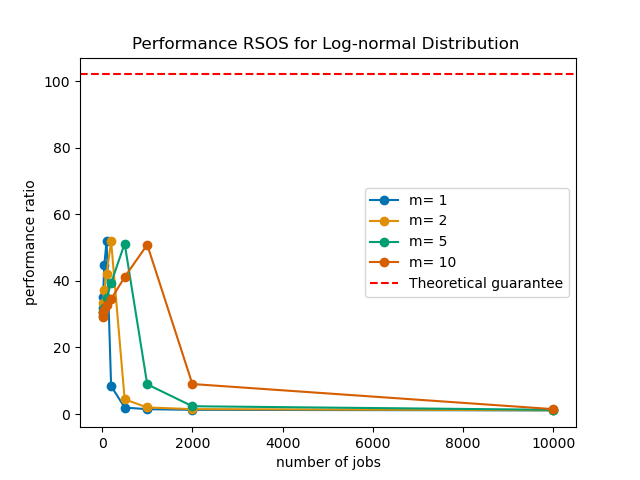 Performance RSOS for Log-normal Distribution
performance ratio
100
80
60
40
20
0
m= 1
m= 2
m= 5
m= 10
Theoretical guarantee
0 2000 4000 6000 8000 10000
number of jobs